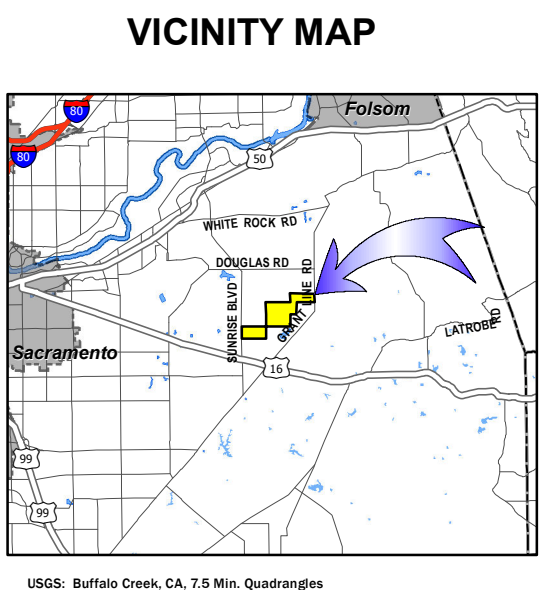 VICINITY MAP
Folsom
80
80
50
WHITE ROCK RD
DOUGLAS RD
GRANT LINE RD
SUNRISE BLVD
LATROBE RD
Sacramento
16
99
99
USGS:  Buffalo Creek, CA, 7.5 Min. Quadrangles